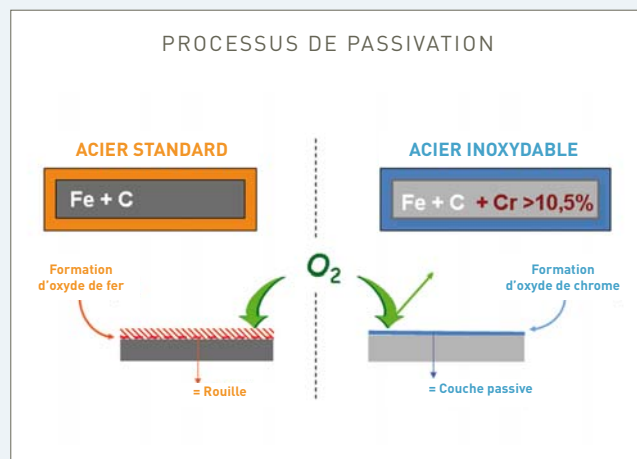 PROCESSUS DE PASSIVATION
ACIER STANDARD
Fe + C
ACIER INOXYDABLE
Fe + C + Cr >10,5%
O₂
Formation
d'oxyde de fer
= Rouille
Formation
d'oxyde de chrome
= Couche passive